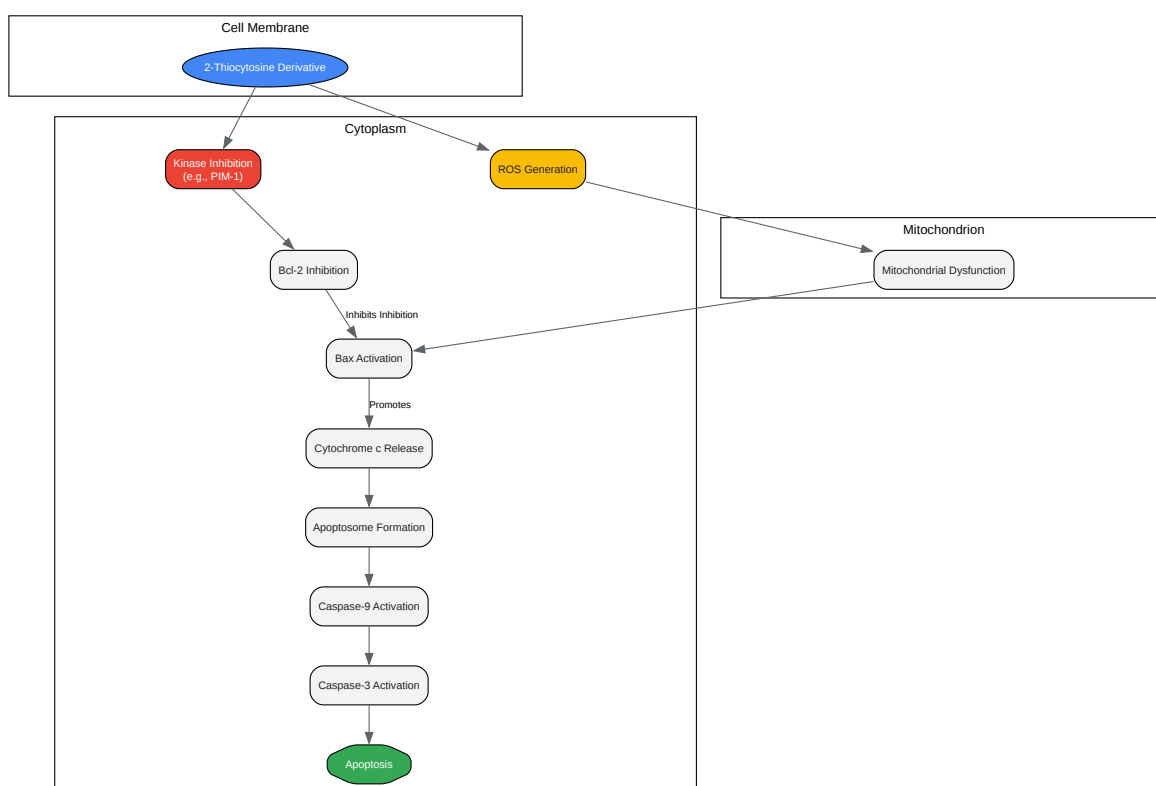 Cell Membrane
2-Thiocytosine Derivative
Cytoplasm
Kinase Inhibition
(e.g., PIM-1)
ROS Generation
Mitochondrion
Bcl-2 Inhibition
Mitochondrial Dysfunction
Inhibits Inhibition
Bax Activation
Promotes
Cytochrome c Release
Apoptosome Formation
Caspase-9 Activation
Caspase-3 Activation
Apoptosis